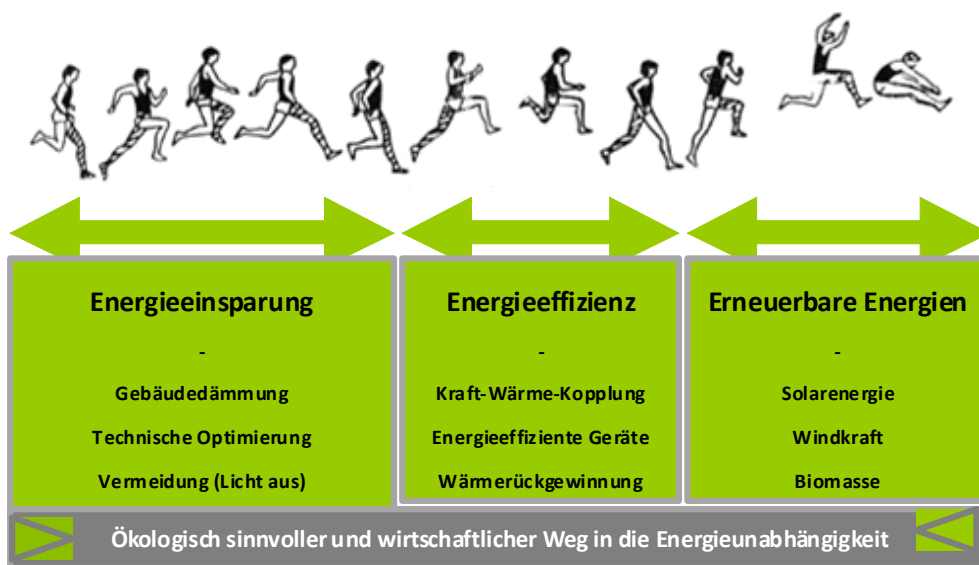 Energieeinsparung
-
Gebäudedämmung
Technische Optimierung
Vermeidung (Licht aus)
Energieeffizienz
-
Kraft-Wärme-Kopplung
Energieeffiziente Geräte
Wärmerückgewinnung
Erneuerbare Energien
-
Solarenergie
Windkraft
Biomasse
Ökologisch sinnvoller und wirtschaftlicher Weg in die Energieunabhängigkeit